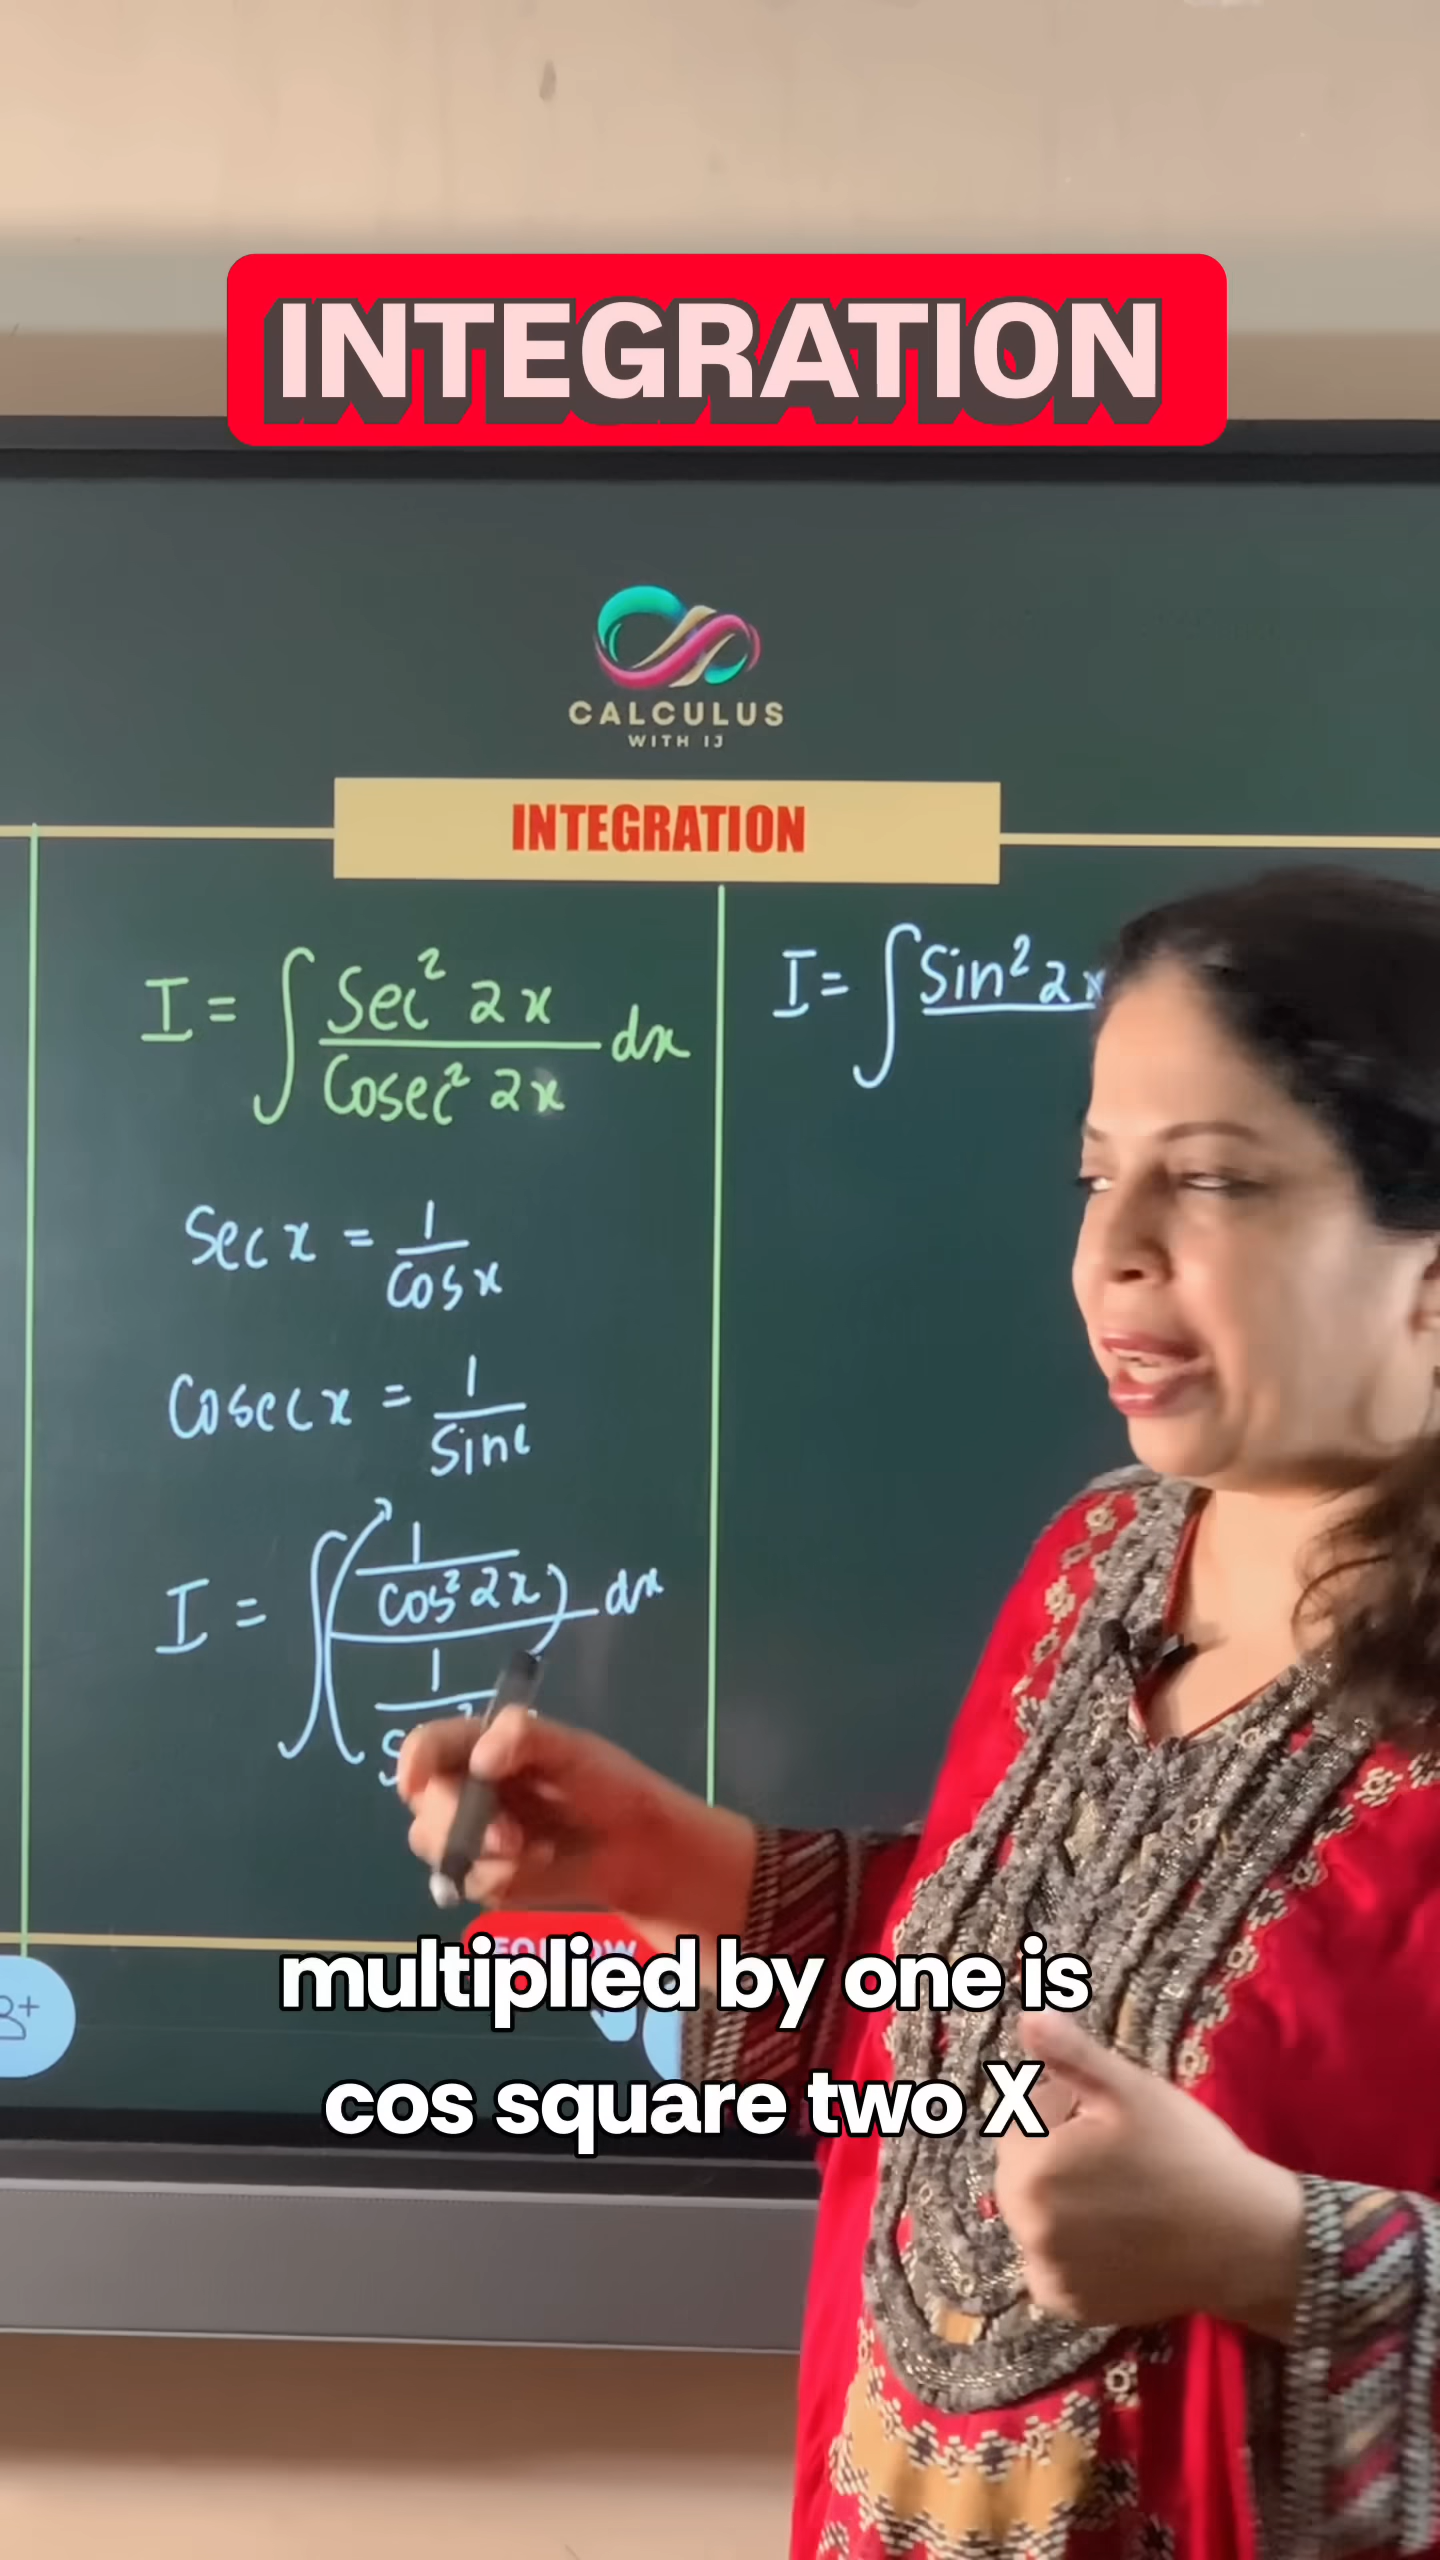 INTEGRATION
CALCULUS
WITH IJ
INTEGRATION
I = ∫ Sec² 2x / Cosec² 2x dx
Sec x = 1 / Cos x
Cosec x = 1 / Sin
I = ∫ (1 / Cos² 2x) / (1 dx
I = ∫ Sin² 2x
multiplied by one is
cos square two X